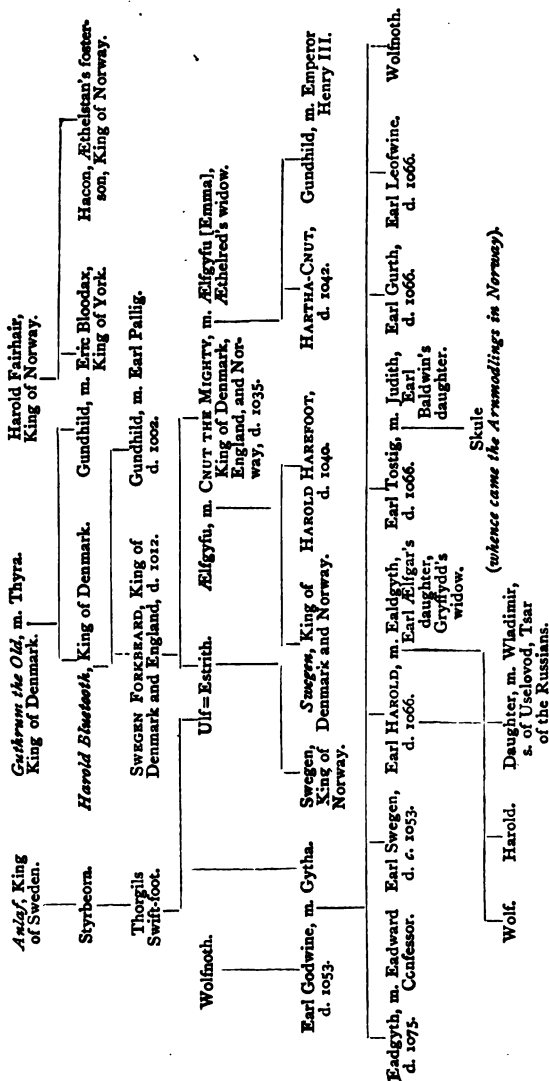 Anlaf, King
of Sweden.
Guthrum the Old, m. Thyra.
King of Denmark.
Harold Fairhair,
King of Norway.
Styrbeorn.
Harold Bluetooth, King of Denmark.
Gundhild, m. Eric Bloodax,
King of York.
Hacon, Æthelstan's foster-
son, King of Norway.
Thorgils
Swift-foot.
SWEGEN FORKBEARD, King of
Denmark and England, d. 1012.
Gundhild, m. Earl Pallig.
d. 1002.
Wolfnoth.
Ulf=Estrith.
Ælfgyfu, m. CNUT THE MIGHTY, m. Ælfgyfu [Emma],
King of Denmark, Æthelred's widow.
England, and Nor-
way, d. 1035.
Earl Godwine, m. Gytha.
d. 1053.
Swegen,
King of
Norway.
Swegen, King of
Denmark and Norway.
HAROLD HAREFOOT,
d. 1040.
HARTHA-CNUT,
d. 1042.
Gundhild, m. Emperor
Henry III.
Eadgyth, m. Eadward
d. 1075. Confessor.
Earl Swegen,
d. c. 1053.
Earl HAROLD, m. Ealdgyth,
d. 1066. Earl Ælfgar's
daughter,
Gryffydd's
widow.
Earl Tostig, m. Judith,
d. 1066. Earl
Baldwin's
daughter.
Earl Gurth,
d. 1066.
Earl Leofwine.
d. 1066.
Wolfnoth.
Wolf.
Harold.
Daughter, m. Wladimir,
s. of Uselovod, Tsar
of the Russians.
Skule
(whence came the Arnmodlings in Norway).